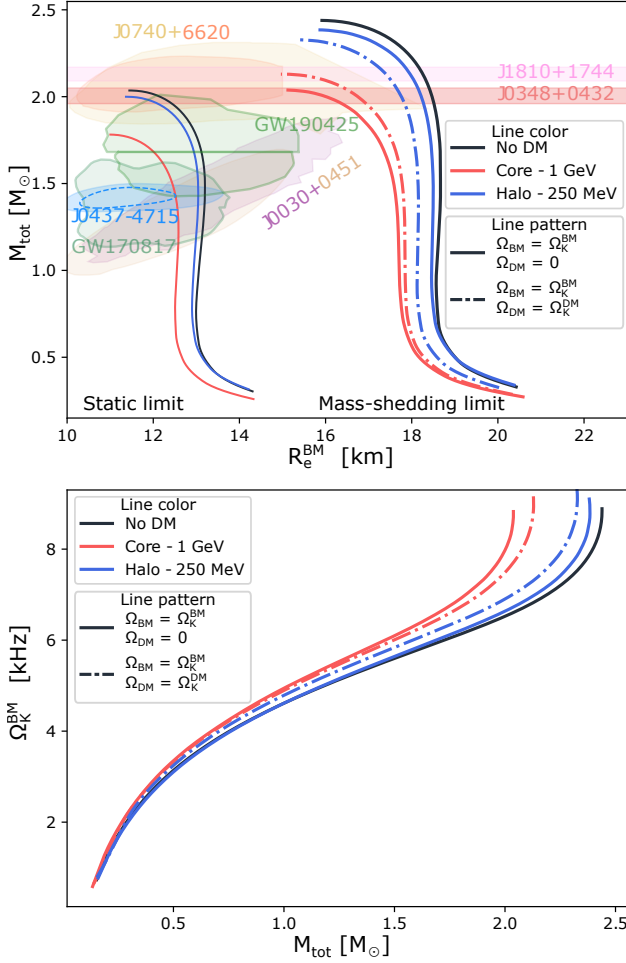 J0740+6620
J1810+1744
J0348+0432
GW190425
J0030+0451
J0437-4715
GW170817
Line color
No DM
Core - 1 GeV
Halo - 250 MeV
Line pattern
Ω_BM = Ω_K^BM
Ω_DM = 0
Ω_BM = Ω_K^BM
Ω_DM = Ω_K^DM
M_tot [M_⊙]
2.5
2.0
1.5
1.0
0.5
Static limit
Mass-shedding limit
10 12 14 16 18 20 22
R_e^BM [km]
Line color
No DM
Core - 1 GeV
Halo - 250 MeV
Line pattern
Ω_BM = Ω_K^BM
Ω_DM = 0
Ω_BM = Ω_K^BM
Ω_DM = Ω_K^DM
Ω_K^BM [kHz]
8
6
4
2
0.5 1.0 1.5 2.0 2.5
M_tot [M_⊙]